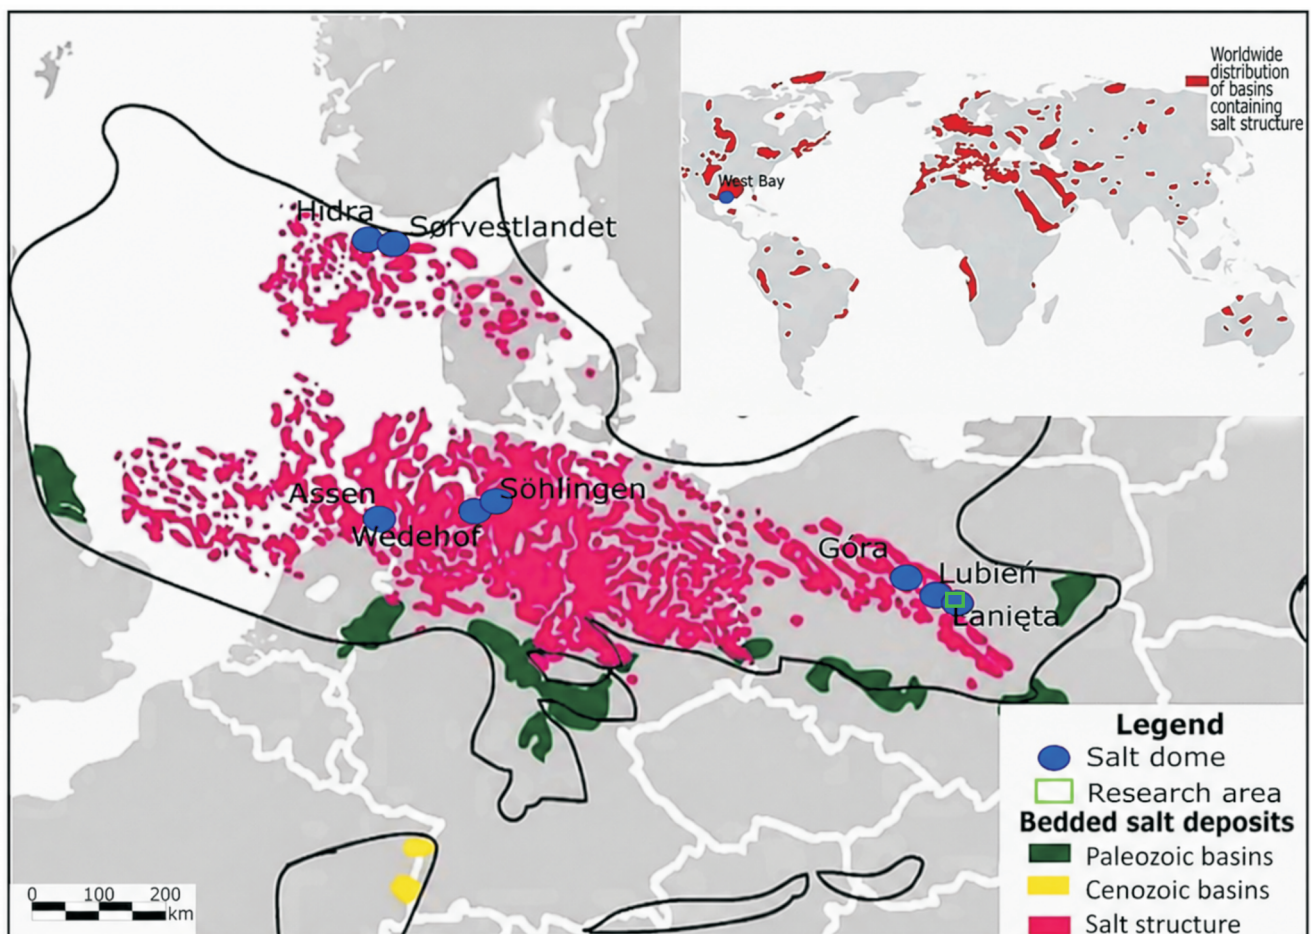 Worldwide
distribution
of basins
containing
salt structure
West Bay
Hidra
Sørvestlandet
Assen
Söhlingen
Wedehof
Góra
Lubień
Łanięta
Legend
Salt dome
Research area
Bedded salt deposits
Paleozoic basins
Cenozoic basins
Salt structure
0 100 200
km